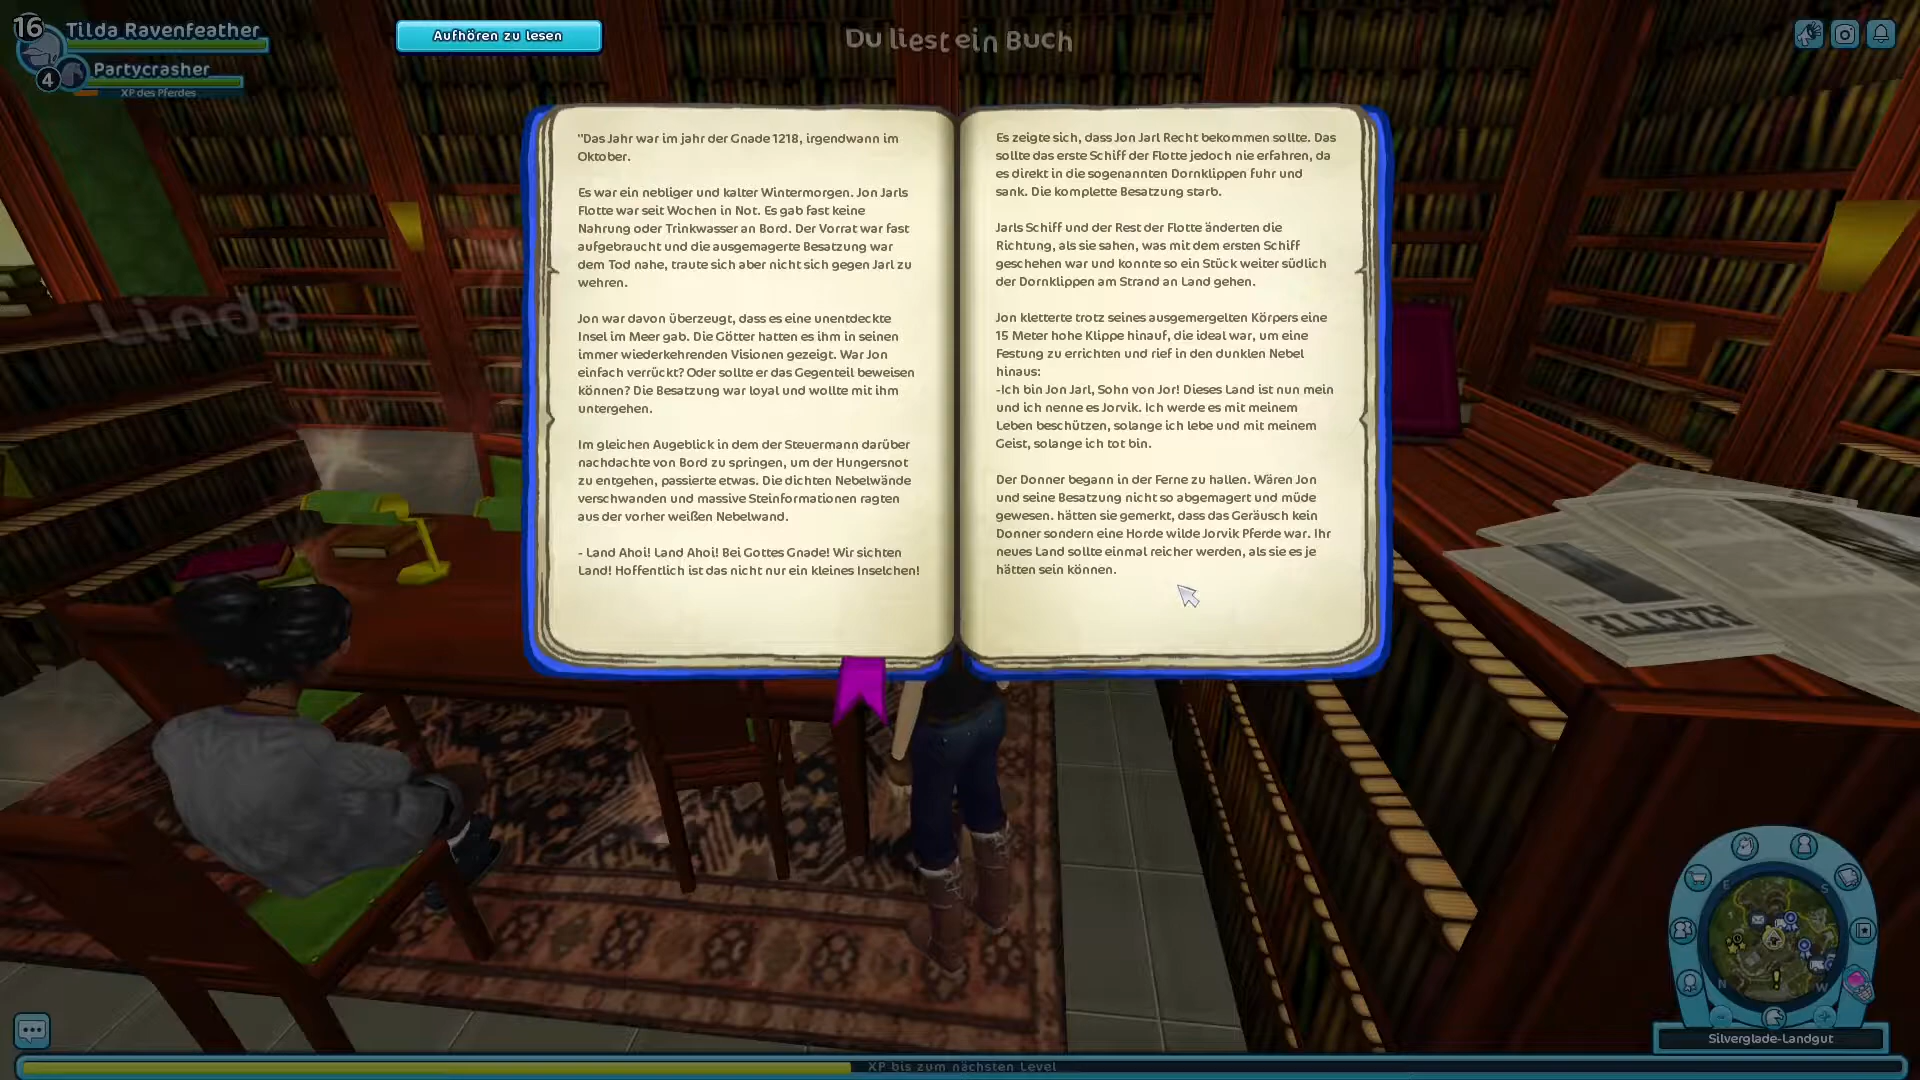 16
Tilda Ravenfeather
4
Partycrasher
XP des Pferdes
Aufhören zu lesen
Du liest ein Buch
Linda
"Das Jahr war im jahr der Gnade 1218, irgendwann im
Oktober.
Es war ein nebliger und kalter Wintermorgen. Jon Jarls
Flotte war seit Wochen in Not. Es gab fast keine
Nahrung oder Trinkwasser an Bord. Der Vorrat war fast
aufgebraucht und die ausgemagerte Besatzung war
dem Tod nahe, traute sich aber nicht sich gegen Jarl zu
wehren.
Jon war davon überzeugt, dass es eine unentdeckte
Insel im Meer gab. Die Götter hatten es ihm in seinen
immer wiederkehrenden Visionen gezeigt. War Jon
einfach verrückt? Oder sollte er das Gegenteil beweisen
können? Die Besatzung war loyal und wollte mit ihm
untergehen.
Im gleichen Augeblick in dem der Steuermann darüber
nachdachte von Bord zu springen, um der Hungersnot
zu entgehen, passierte etwas. Die dichten Nebelwände
verschwanden und massive Steinformationen ragten
aus der vorher weißen Nebelwand.
- Land Ahoi! Land Ahoi! Bei Gottes Gnade! Wir sichten
Land! Hoffentlich ist das nicht nur ein kleines Inselchen!
Es zeigte sich, dass Jon Jarl Recht bekommen sollte. Das
sollte das erste Schiff der Flotte jedoch nie erfahren, da
es direkt in die sogenannten Dornklippen fuhr und
sank. Die komplette Besatzung starb.
Jarls Schiff und der Rest der Flotte änderten die
Richtung, als sie sahen, was mit dem ersten Schiff
geschehen war und konnte so ein Stück weiter südlich
der Dornklippen am Strand an Land gehen.
Jon kletterte trotz seines ausgemergelten Körpers eine
15 Meter hohe Klippe hinauf, die ideal war, um eine
Festung zu errichten und rief in den dunklen Nebel
hinaus:
-Ich bin Jon Jarl, Sohn von Jor! Dieses Land ist nun mein
und ich nenne es Jorvik. Ich werde es mit meinem
Leben beschützen, solange ich lebe und mit meinem
Geist, solange ich tot bin.
Der Donner begann in der Ferne zu hallen. Wären Jon
und seine Besatzung nicht so abgemagert und müde
gewesen. hätten sie gemerkt, dass das Geräusch kein
Donner sondern eine Horde wilde Jorvik Pferde war. Ihr
neues Land sollte einmal reicher werden, als sie es je
hätten sein können.
E
S
N
W
Silverglade-Landgut
XP bis zum nächsten Level